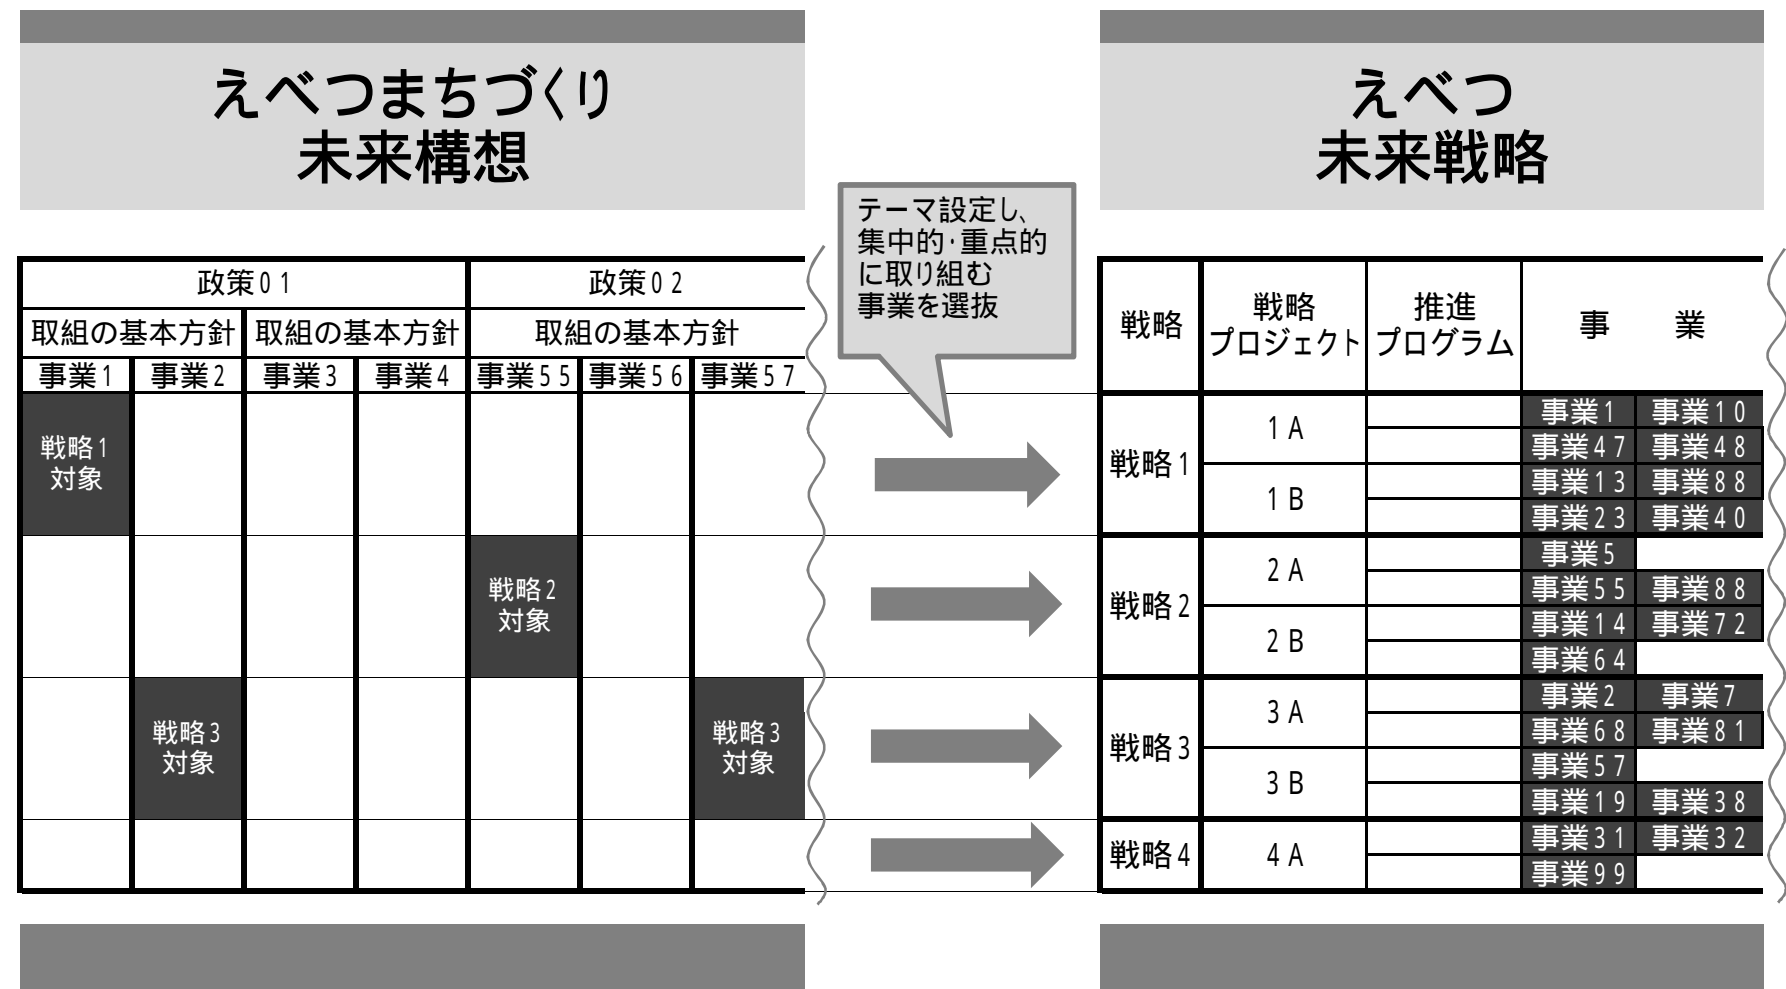 えべつまちづくり
未来構想
政策01 政策02
取組の基本方針 取組の基本方針 取組の基本方針
事業1 事業2 事業3 事業4 事業55 事業56 事業57
戦略1
対象
戦略2
対象
戦略3
対象
戦略3
対象
テーマ設定し、
集中的・重点的
に取り組む
事業を選抜
えべつ
未来戦略
戦略 戦略プロジェクト 推進プログラム 事 業
戦略1
1A
事業1 事業10
事業47 事業48
1B
事業13 事業88
事業23 事業40
戦略2
2A
事業5
事業55 事業88
2B
事業14 事業72
事業64
戦略3
3A
事業2 事業7
事業68 事業81
3B
事業57
事業19 事業38
戦略4
4A
事業31 事業32
事業99